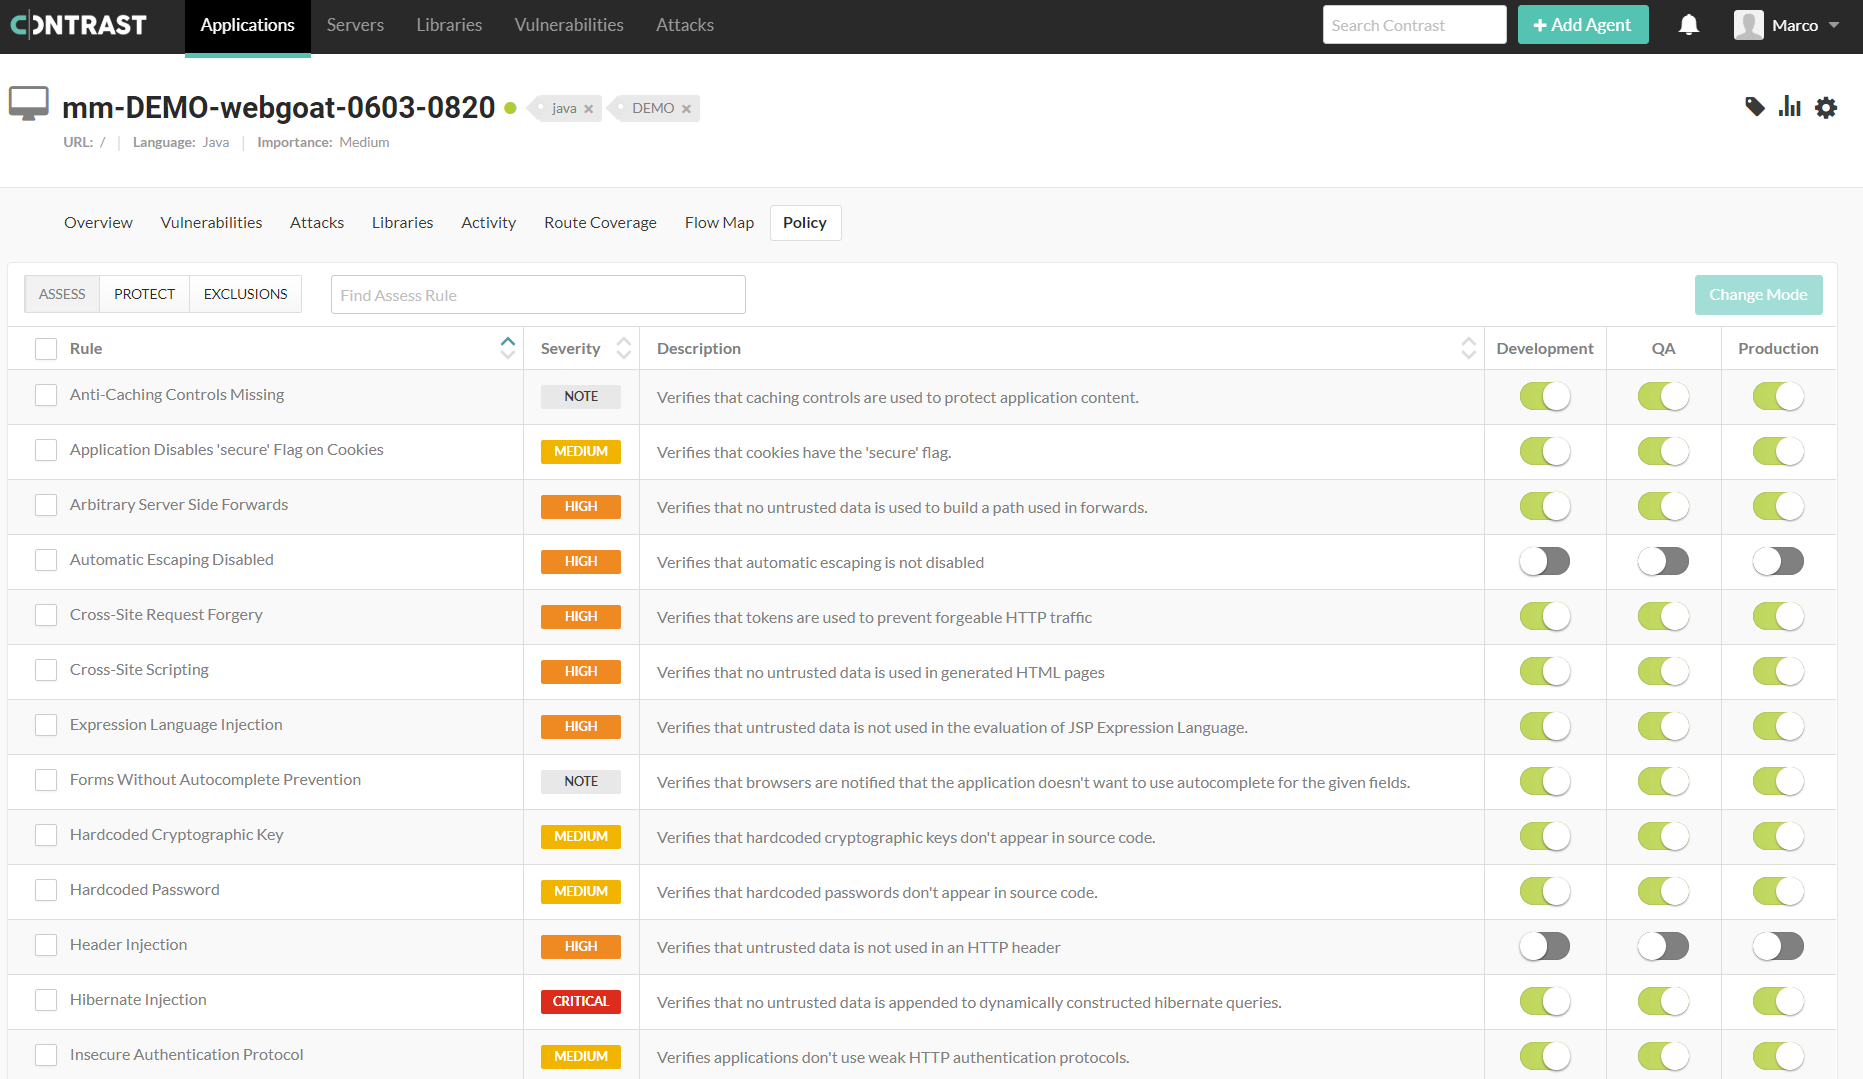 CONTRAST Applications Servers Libraries Vulnerabilities Attacks Search Contrast + Add Agent Marco
mm-DEMO-webgoat-0603-0820 java × DEMO ×
URL: / | Language: Java | Importance: Medium
Overview Vulnerabilities Attacks Libraries Activity Route Coverage Flow Map Policy
ASSESS PROTECT EXCLUSIONS Find Assess Rule Change Mode
Rule Severity Description Development QA Production
Anti-Caching Controls Missing NOTE Verifies that caching controls are used to protect application content.
Application Disables 'secure' Flag on Cookies MEDIUM Verifies that cookies have the 'secure' flag.
Arbitrary Server Side Forwards HIGH Verifies that no untrusted data is used to build a path used in forwards.
Automatic Escaping Disabled HIGH Verifies that automatic escaping is not disabled
Cross-Site Request Forgery HIGH Verifies that tokens are used to prevent forgeable HTTP traffic
Cross-Site Scripting HIGH Verifies that no untrusted data is used in generated HTML pages
Expression Language Injection HIGH Verifies that untrusted data is not used in the evaluation of JSP Expression Language.
Forms Without Autocomplete Prevention NOTE Verifies that browsers are notified that the application doesn't want to use autocomplete for the given fields.
Hardcoded Cryptographic Key MEDIUM Verifies that hardcoded cryptographic keys don't appear in source code.
Hardcoded Password MEDIUM Verifies that hardcoded passwords don't appear in source code.
Header Injection HIGH Verifies that untrusted data is not used in an HTTP header
Hibernate Injection CRITICAL Verifies that no untrusted data is appended to dynamically constructed hibernate queries.
Insecure Authentication Protocol MEDIUM Verifies applications don't use weak HTTP authentication protocols.